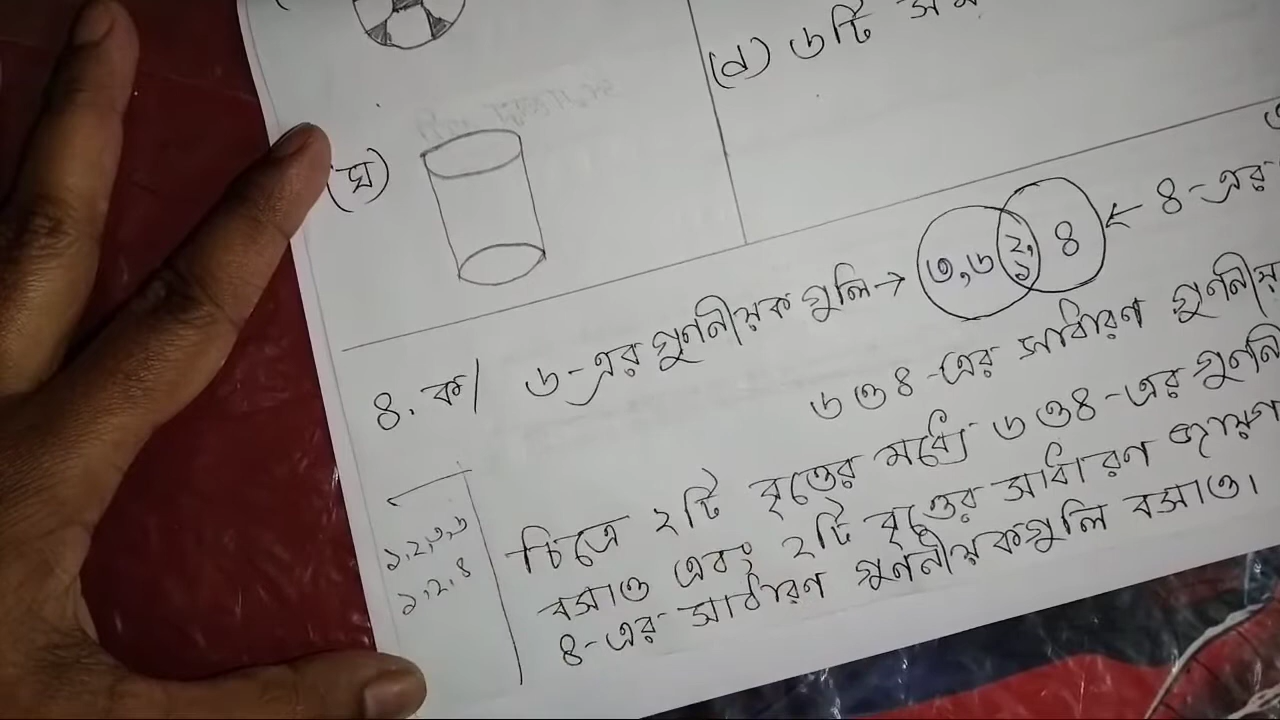 (d) ৬টি
(ঘ)
৪. ক/ ৬-এর গুণনীয়কগুলি→ ৩,৬ ২,১ ৪ ← ৪-এর
৬ ও ৪-এর সাধারণ গুণনীয়
চিত্রে ২টি বৃত্তের মধ্যে ৬ ও ৪-এর গুণনী
বসাও এবং ২টি বৃত্তের সাধারণ জায়গা
৪-এর সাধারণ গুণনীয়কগুলি বসাও।
১,২,৩,৬
১,২,৪